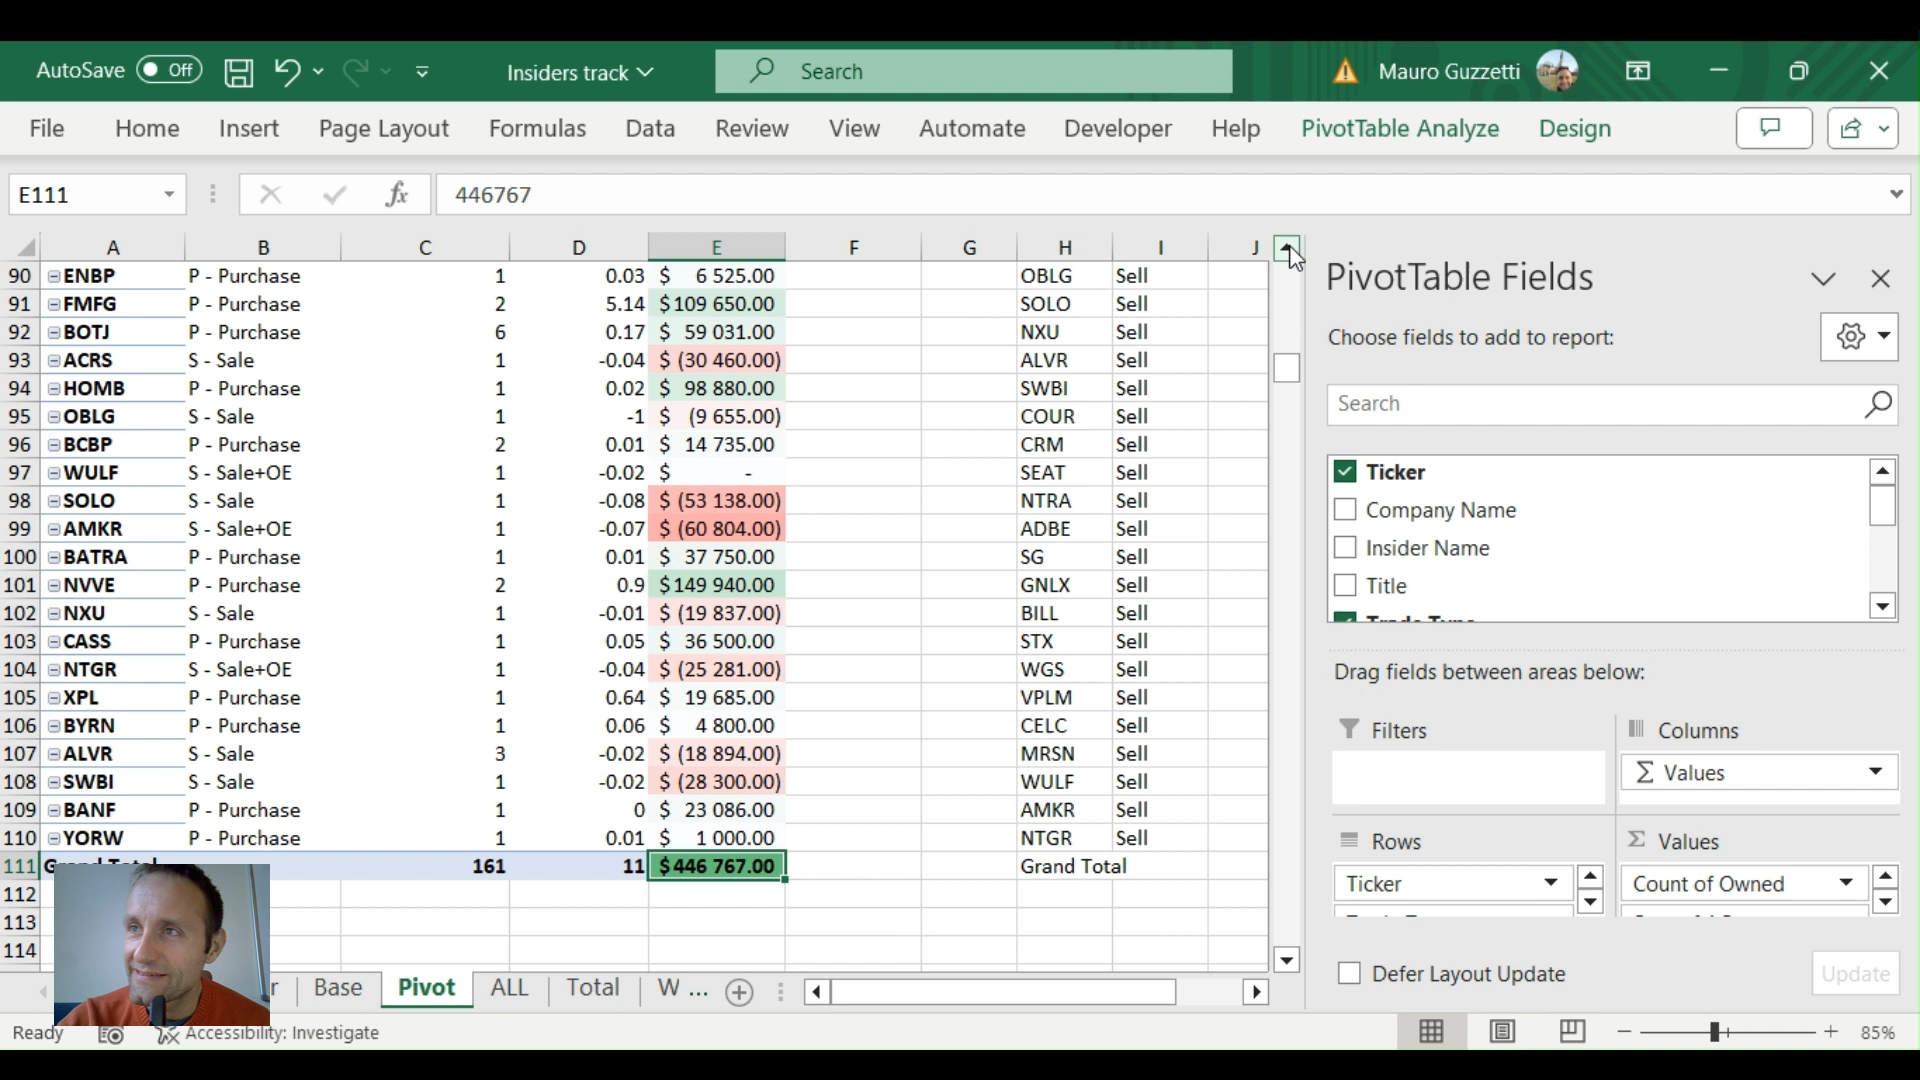 AutoSave Off Insiders track Search Mauro Guzzetti
File Home Insert Page Layout Formulas Data Review View Automate Developer Help PivotTable Analyze Design
E111 fx 446767
A B C D E F G H I J
90 ENBP P - Purchase 1 0.03 $ 6 525.00 OBLG Sell
91 FMFG P - Purchase 2 5.14 $109 650.00 SOLO Sell
92 BOTJ P - Purchase 6 0.17 $ 59 031.00 NXU Sell
93 ACRS S - Sale 1 -0.04 $ (30 460.00) ALVR Sell
94 HOMB P - Purchase 1 0.02 $ 98 880.00 SWBI Sell
95 OBLG S - Sale 1 -1 $ (9 655.00) COUR Sell
96 BCBP P - Purchase 2 0.01 $ 14 735.00 CRM Sell
97 WULF S - Sale+OE 1 -0.02 $ - SEAT Sell
98 SOLO S - Sale 1 -0.08 $ (53 138.00) NTRA Sell
99 AMKR S - Sale+OE 1 -0.07 $ (60 804.00) ADBE Sell
100 BATRA P - Purchase 1 0.01 $ 37 750.00 SG Sell
101 NVVE P - Purchase 2 0.9 $149 940.00 GNLX Sell
102 NXU S - Sale 1 -0.01 $ (19 837.00) BILL Sell
103 CASS P - Purchase 1 0.05 $ 36 500.00 STX Sell
104 NTGR S - Sale+OE 1 -0.04 $ (25 281.00) WGS Sell
105 XPL P - Purchase 1 0.64 $ 19 685.00 VPLM Sell
106 BYRN P - Purchase 1 0.06 $ 4 800.00 CELC Sell
107 ALVR S - Sale 3 -0.02 $ (18 894.00) MRSN Sell
108 SWBI S - Sale 1 -0.02 $ (28 300.00) WULF Sell
109 BANF P - Purchase 1 0 $ 23 086.00 AMKR Sell
110 YORW P - Purchase 1 0.01 $ 1 000.00 NTGR Sell
111 Grand Total 161 11 $446 767.00 Grand Total
112
113
114
r Base Pivot ALL Total W ...
Ready Accessibility: Investigate 85%
PivotTable Fields
Choose fields to add to report:
Search
Ticker
Company Name
Insider Name
Title
Trade Type
Drag fields between areas below:
Filters Columns
Σ Values
Rows Σ Values
Ticker Count of Owned
Defer Layout Update Update